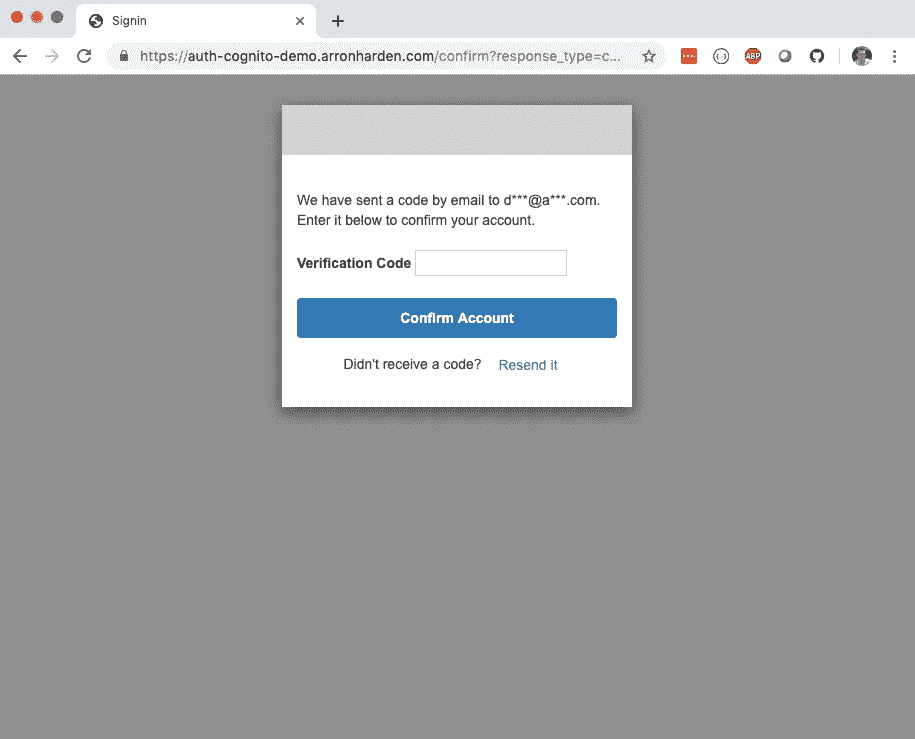 Signin
https://auth-cognito-demo.arronharden.com/confirm?response_type=c...
ABP
We have sent a code by email to d***@a***.com.
Enter it below to confirm your account.
Verification Code
Confirm Account
Didn't receive a code? Resend it